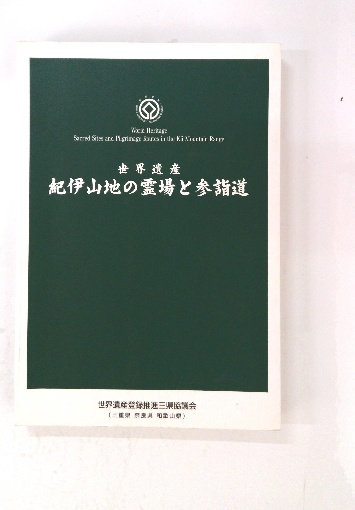 World Heritage
Sacred Sites and Pilgrimage Routes in the Kii Mountain Range
世界遺産
紀伊山地の霊場と参詣道
世界遺産登録推進三県協議会
(三重県 奈良県 和歌山県)